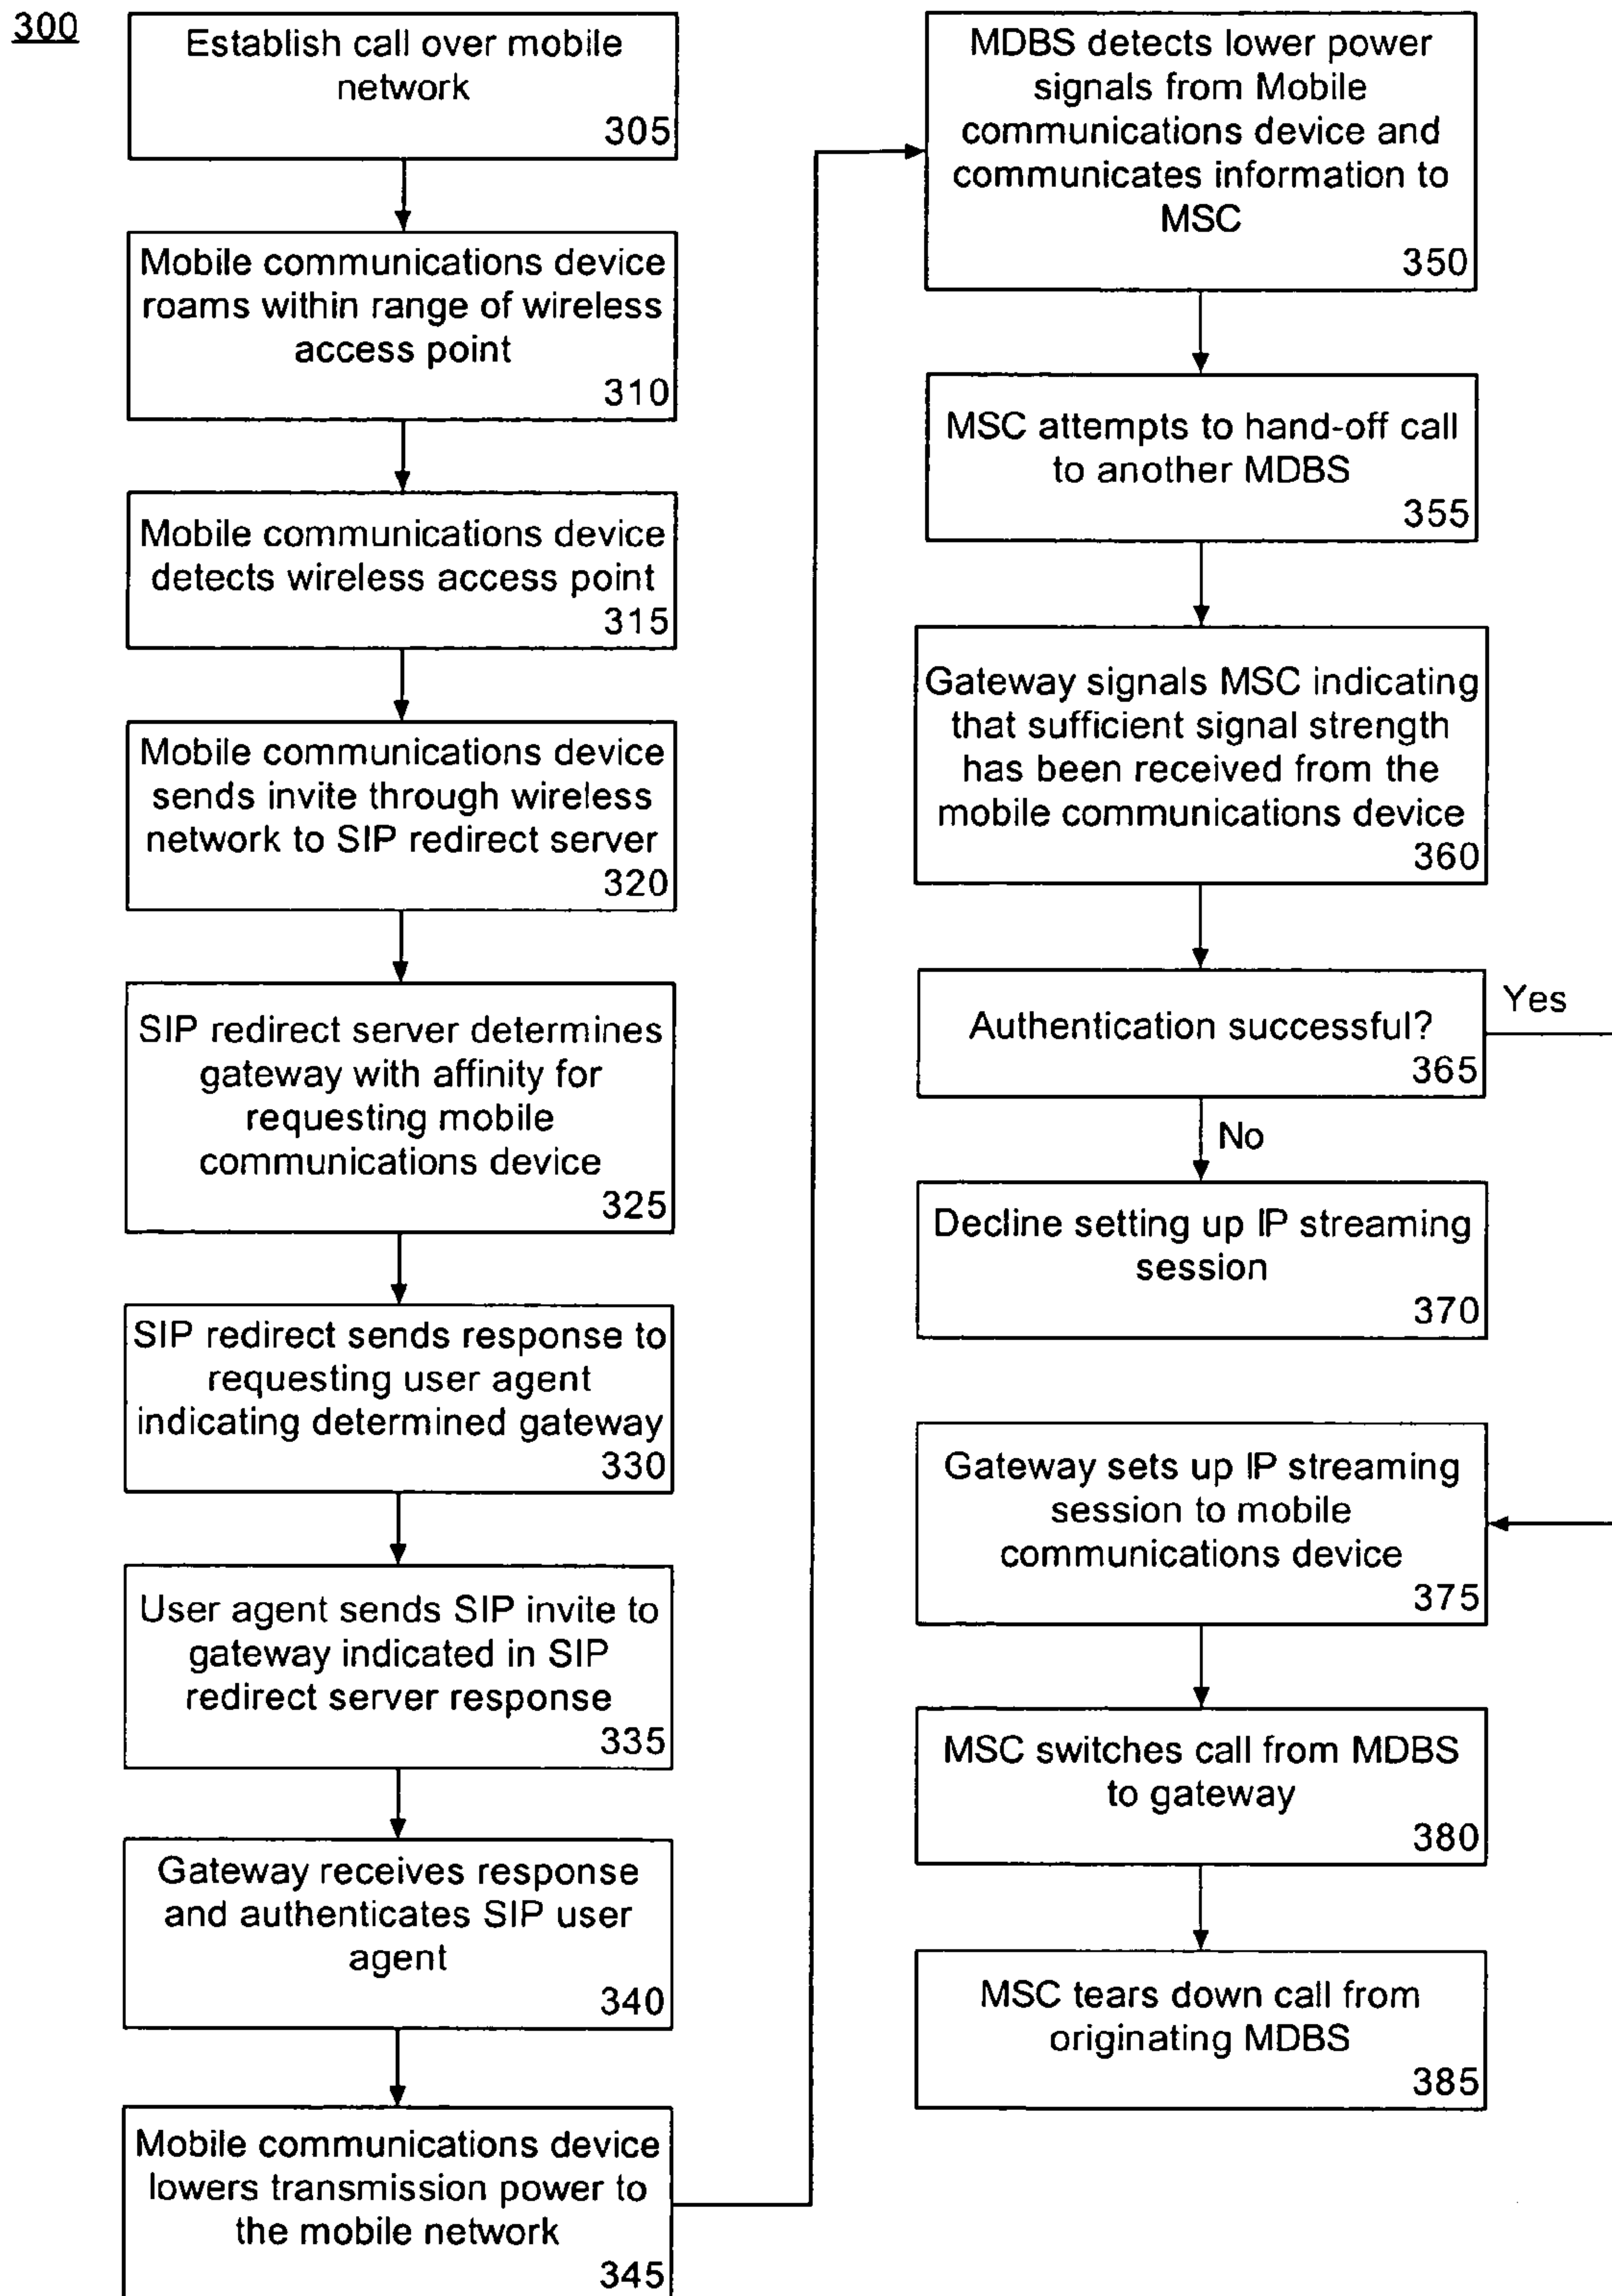 300
Establish call over mobile
network
305
Mobile communications device
roams within range of wireless
access point
310
Mobile communications device
detects wireless access point
315
Mobile communications device
sends invite through wireless
network to SIP redirect server
320
SIP redirect server determines
gateway with affinity for
requesting mobile
communications device
325
SIP redirect sends response to
requesting user agent
indicating determined gateway
330
User agent sends SIP invite to
gateway indicated in SIP
redirect server response
335
Gateway receives response
and authenticates SIP user
agent
340
Mobile communications device
lowers transmission power to
the mobile network
345
MDBS detects lower power
signals from Mobile
communications device and
communicates information to
MSC
350
MSC attempts to hand-off call
to another MDBS
355
Gateway signals MSC indicating
that sufficient signal strength
has been received from the
mobile communications device
360
Authentication successful?
365
Yes
No
Decline setting up IP streaming
session
370
Gateway sets up IP streaming
session to mobile
communications device
375
MSC switches call from MDBS
to gateway
380
MSC tears down call from
originating MDBS
385